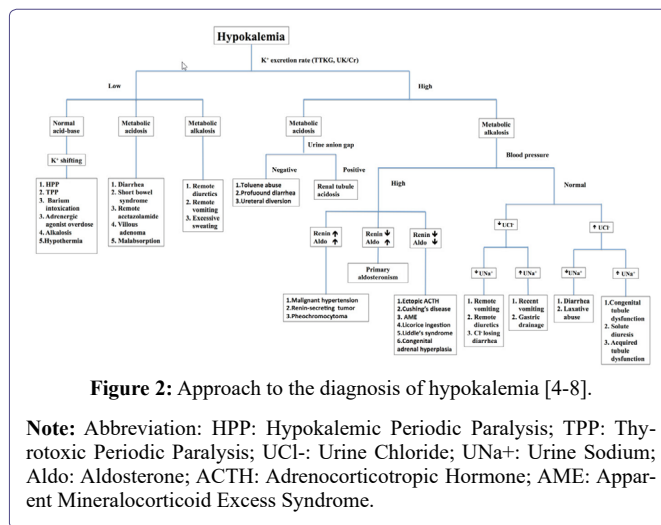 Hypokalemia
K⁺ excretion rate (TTKG, UK/Cr)
Low
High
Normal
acid-base
Metabolic
acidosis
Metabolic
alkalosis
Metabolic
acidosis
Metabolic
alkalosis
K⁺ shifting
Urine anion gap
Blood pressure
1. HPP
2. TPP
3. Barium
intoxication
3. Adrenergic
agonist overdose
4. Alkalosis
5.Hypothermia
1. Diarrhea
2. Short bowel
syndrome
3. Remote
acetazolamide
4. Villous
adenoma
5. Malabsorption
1. Remote
diuretics
2. Remote
vomiting
3. Excessive
sweating
Negative
Positive
1.Toluene abuse
2.Profuound diarrhea
3.Ureteral diversion
Renal tubule
acidosis
High
Normal
Renin ↑
Aldo ↑
Renin ↓
Aldo ↑
Renin ↓
Aldo ↓
Primary
aldosteronism
1.Malignant hypertension
2.Renin-secreting tumor
3.Pheochromocytoma
1.Ectopic ACTH
2.Cushing's disease
3. AME
4.Licorice ingestion
5.Liddle's syndrome
6.Congenital
adrenal hyperplasia
UCl-
UCl-
UNa⁺
UNa⁺
UNa⁺
UNa⁺
1. Remote
vomiting
2. Remote
diuretics
3. Cl-losing
diarrhea
1. Recent
vomiting
2. Gastric
drainage
1. Diarrhea
2. Laxative
abuse
1.Congenital
tubule
dysfunction
2. Solute
diuresis
3. Acquired
tubule
dysfunction
Figure 2: Approach to the diagnosis of hypokalemia [4-8].
Note: Abbreviation: HPP: Hypokalemic Periodic Paralysis; TPP: Thy-
rotoxic Periodic Paralysis; UCl-: Urine Chloride; UNa+: Urine Sodium;
Aldo: Aldosterone; ACTH: Adrenocorticotropic Hormone; AME: Appar-
ent Mineralocorticoid Excess Syndrome.